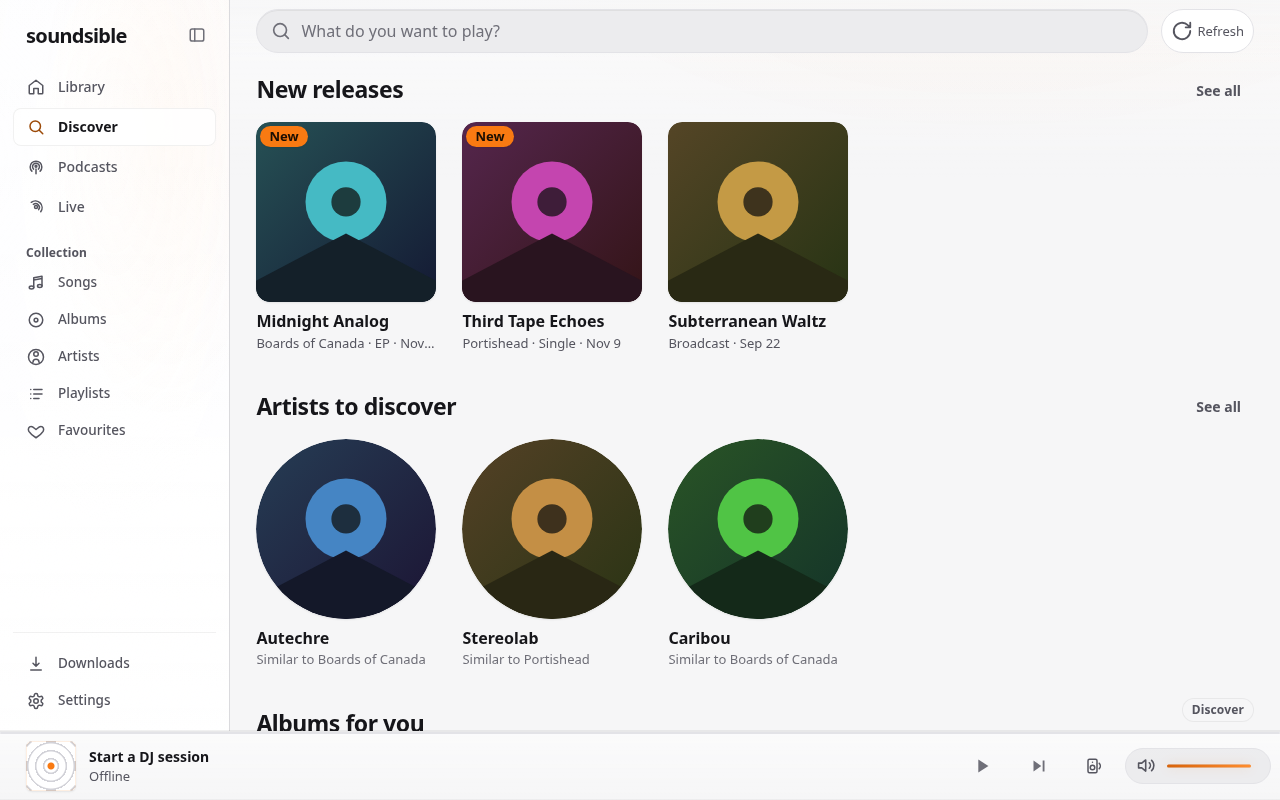 soundsible
Library
Discover
Podcasts
Live
Collection
Songs
Albums
Artists
Playlists
Favourites
Downloads
Settings
What do you want to play?
Refresh
New releases
See all
New
New
Midnight Analog
Boards of Canada · EP · Nov...
Third Tape Echoes
Portishead · Single · Nov 9
Subterranean Waltz
Broadcast · Sep 22
Artists to discover
See all
Autechre
Similar to Boards of Canada
Stereolab
Similar to Portishead
Caribou
Similar to Boards of Canada
Albums for you
Discover
Start a DJ session
Offline